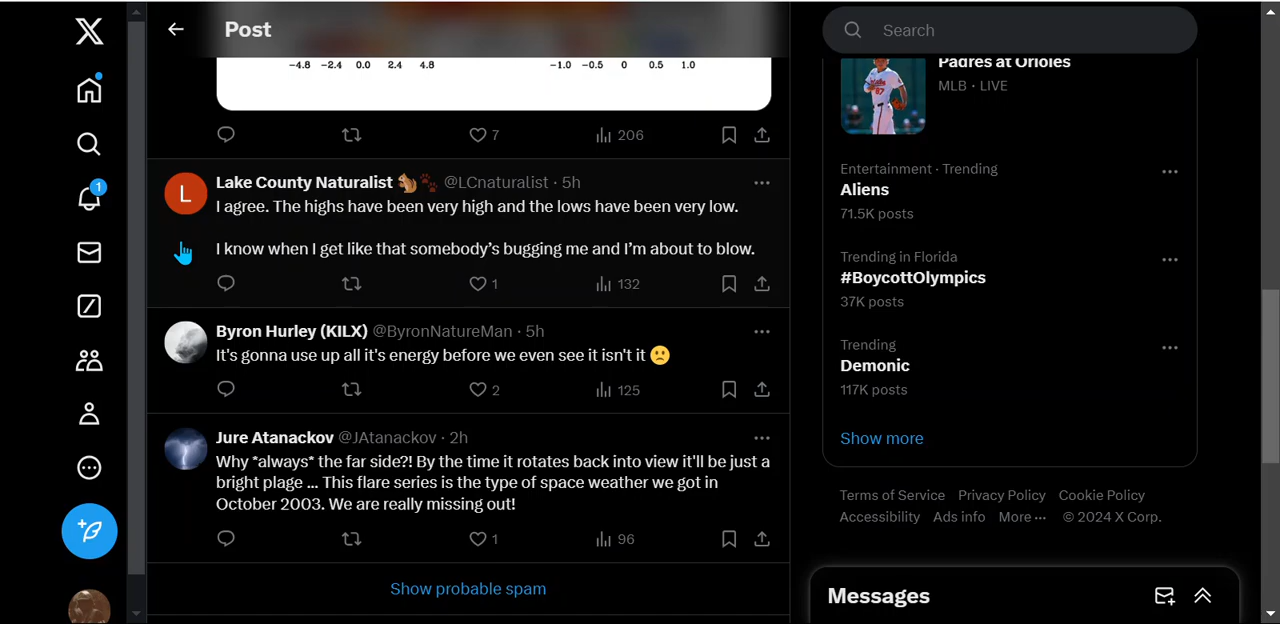 Post
Search
−4.8 −2.4 0.0 2.4 4.8
−1.0 −0.5 0 0.5 1.0
7
206
Lake County Naturalist 🐿️🐾 @LCnaturalist · 5h
I agree. The highs have been very high and the lows have been very low.
I know when I get like that somebody’s bugging me and I’m about to blow.
1
132
Byron Hurley (KILX) @ByronNatureMan · 5h
It's gonna use up all it's energy before we even see it isn't it 🙁
2
125
Jure Atanackov @JAtanackov · 2h
Why *always* the far side?! By the time it rotates back into view it'll be just a
bright plage ... This flare series is the type of space weather we got in
October 2003. We are really missing out!
1
96
Show probable spam
1
L
Padres at Orioles
MLB · LIVE
Entertainment · Trending
Aliens
71.5K posts
Trending in Florida
#BoycottOlympics
37K posts
Trending
Demonic
117K posts
Show more
Terms of Service Privacy Policy Cookie Policy
Accessibility Ads info More ··· © 2024 X Corp.
Messages